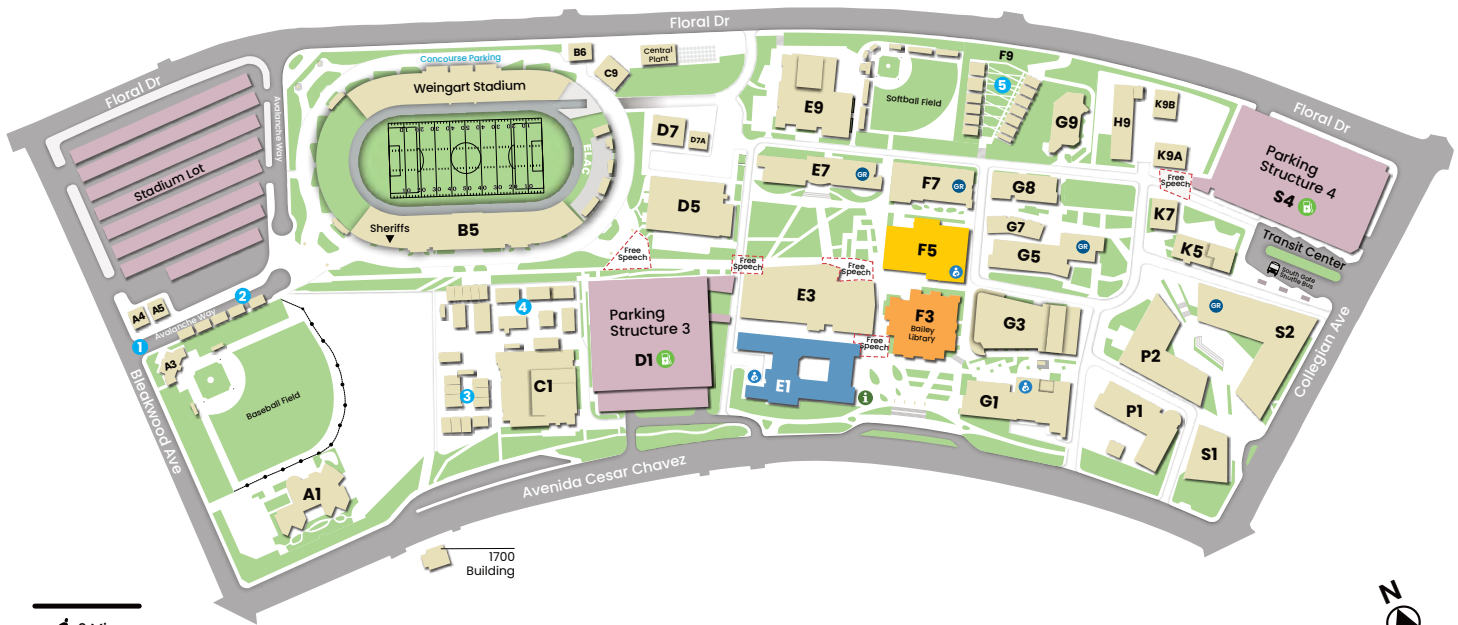 Floral Dr
Floral Dr
Floral Dr
B6
Central
Plant
C9
Concourse Parking
Weingart Stadium
Avalanche Way
Stadium Lot
ELAC
Sheriffs
B5
D7
D7A
D5
E9
Softball Field
F9
5
G9
H9
K9B
K9A
Free
Speech
Parking
Structure 4
S4
E7
GR
F7
GR
G8
G7
G5
GR
K7
K5
Transit Center
South Gate
Shuttle Bus
Free
Speech
Free
Speech
Free
Speech
F5
E3
F3
Bailey
Library
Free
Speech
G3
P2
GR
S2
Collegian Ave
A4
A5
2
Avalanche Way
1
A3
Baseball Field
Bleakwood Ave
4
3
C1
Parking
Structure 3
D1
E1
i
G1
P1
S1
A1
Avenida Cesar Chavez
1700
Building
N